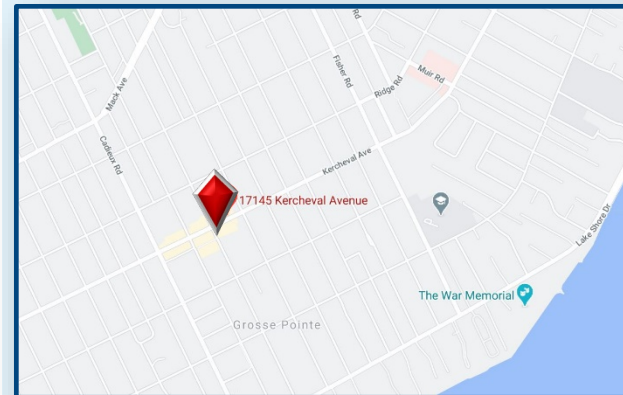 Rd
Fisher Rd
Muir Rd
Ridge Rd
Mack Ave
Cadieux Rd
Kercheval Ave
17145 Kercheval Avenue
Lake Shore Dr
The War Memorial
Grosse Pointe